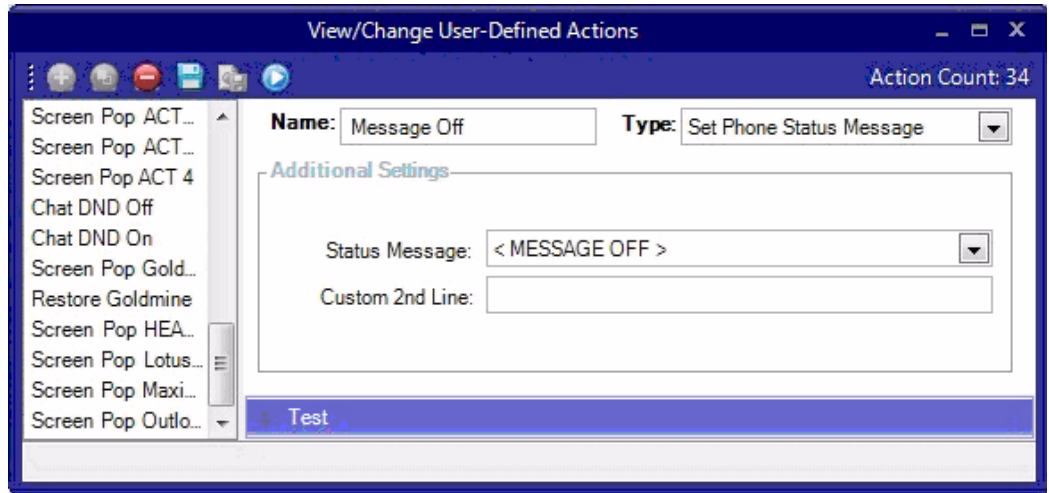 View/Change User-Defined Actions
Action Count: 34
Screen Pop ACT...
Screen Pop ACT...
Screen Pop ACT 4
Chat DND Off
Chat DND On
Screen Pop Gold...
Restore Goldmine
Screen Pop HEA...
Screen Pop Lotus...
Screen Pop Maxi...
Screen Pop Outlo...
Name: Message Off Type: Set Phone Status Message
Additional Settings
Status Message: < MESSAGE OFF >
Custom 2nd Line:
Test